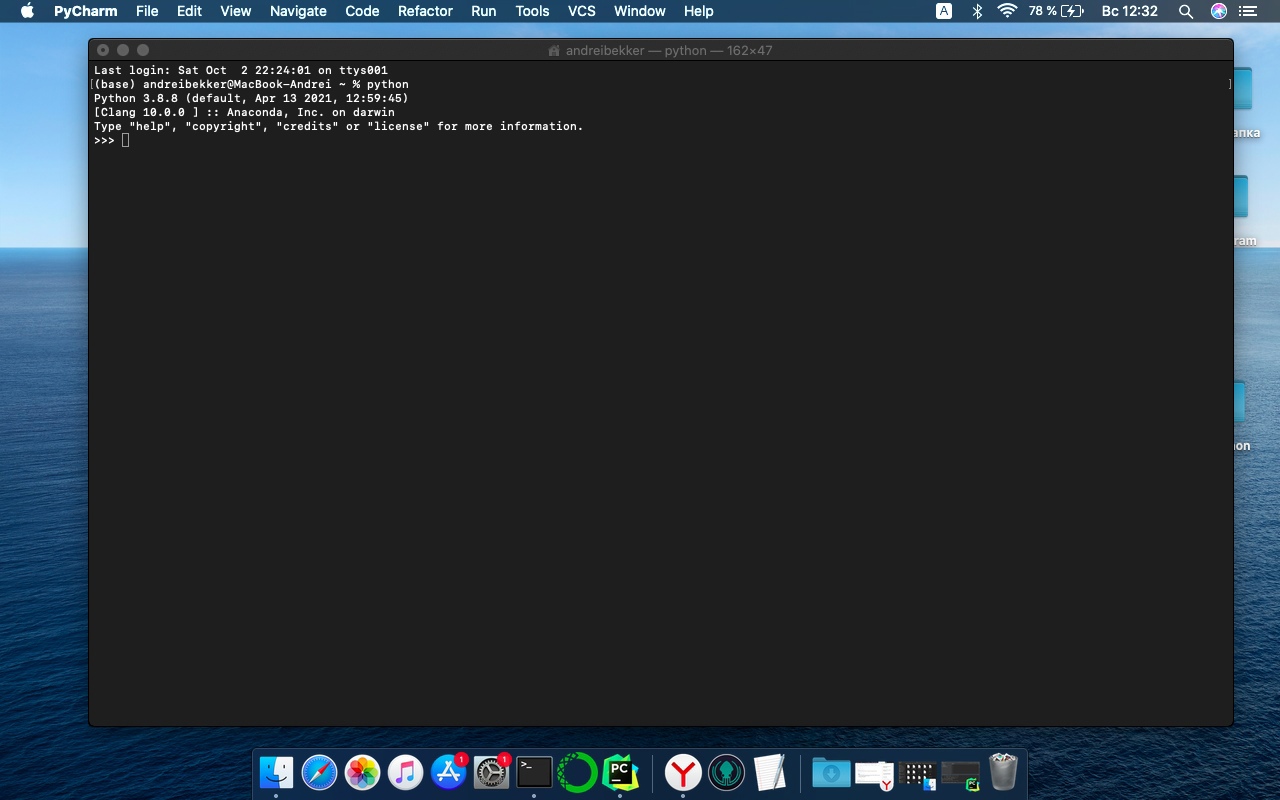 PyCharm File Edit View Navigate Code Refactor Run Tools VCS Window Help A 78 % Вс 12:32
andreibekker — python — 162×47
Last login: Sat Oct  2 22:24:01 on ttys001
[(base) andreibekker@MacBook-Andrei ~ % python ]
Python 3.8.8 (default, Apr 13 2021, 12:59:45)
[Clang 10.0.0 ] :: Anaconda, Inc. on darwin
Type "help", "copyright", "credits" or "license" for more information.
>>>
апка
ram
on
1 1 >_ PC